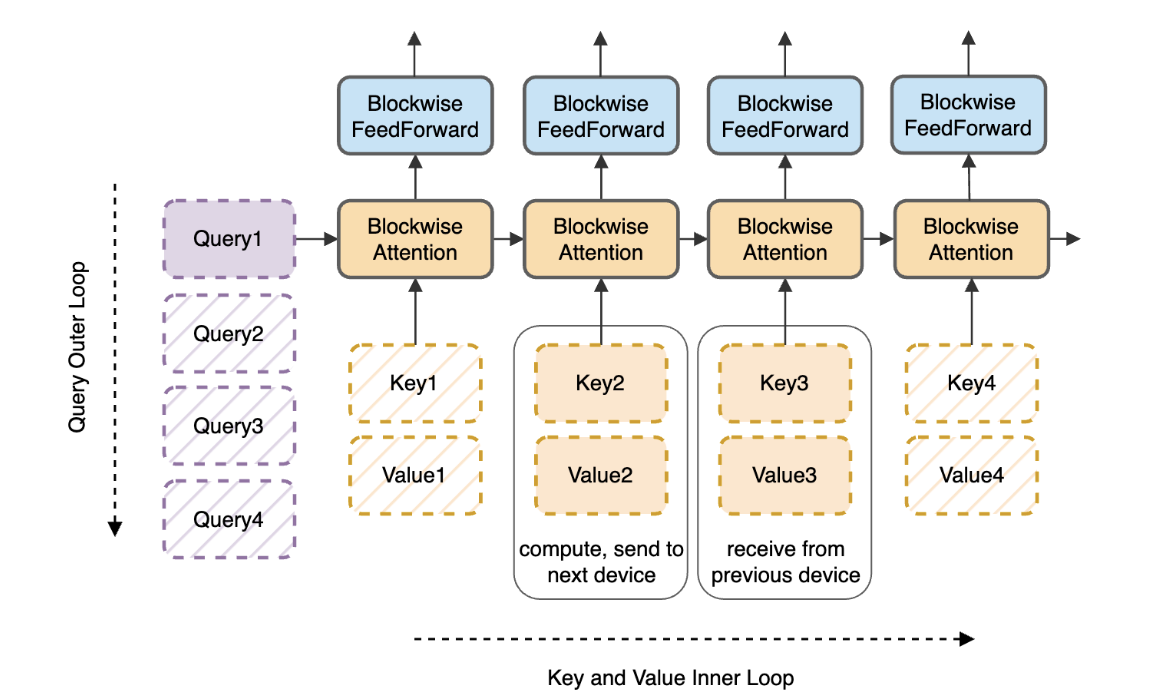 Blockwise
FeedForward
Blockwise
FeedForward
Blockwise
FeedForward
Blockwise
FeedForward
Query Outer Loop
Query1
Query2
Query3
Query4
Blockwise
Attention
Blockwise
Attention
Blockwise
Attention
Blockwise
Attention
Key1
Value1
Key2
Value2
compute, send to
next device
Key3
Value3
receive from
previous device
Key4
Value4
Key and Value Inner Loop